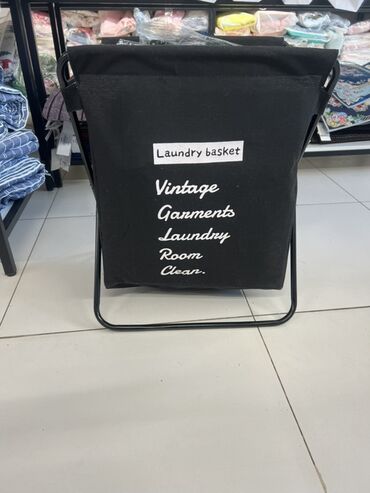 Laundry basket
Vintage
Garments
Laundry
Room
Clean.